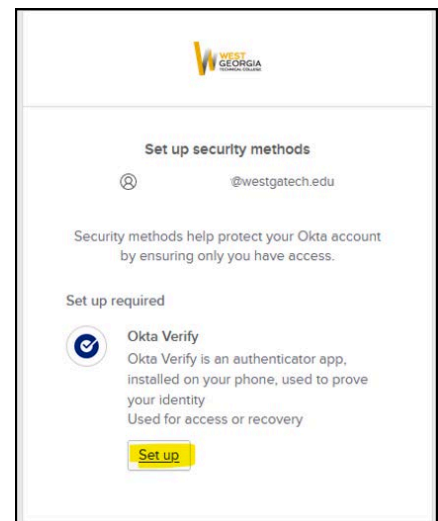 WEST
GEORGIA
TECHNICAL COLLEGE
Set up security methods
@westgatech.edu
Security methods help protect your Okta account
by ensuring only you have access.
Set up required
Okta Verify
Okta Verify is an authenticator app,
installed on your phone, used to prove
your identity
Used for access or recovery
Set up